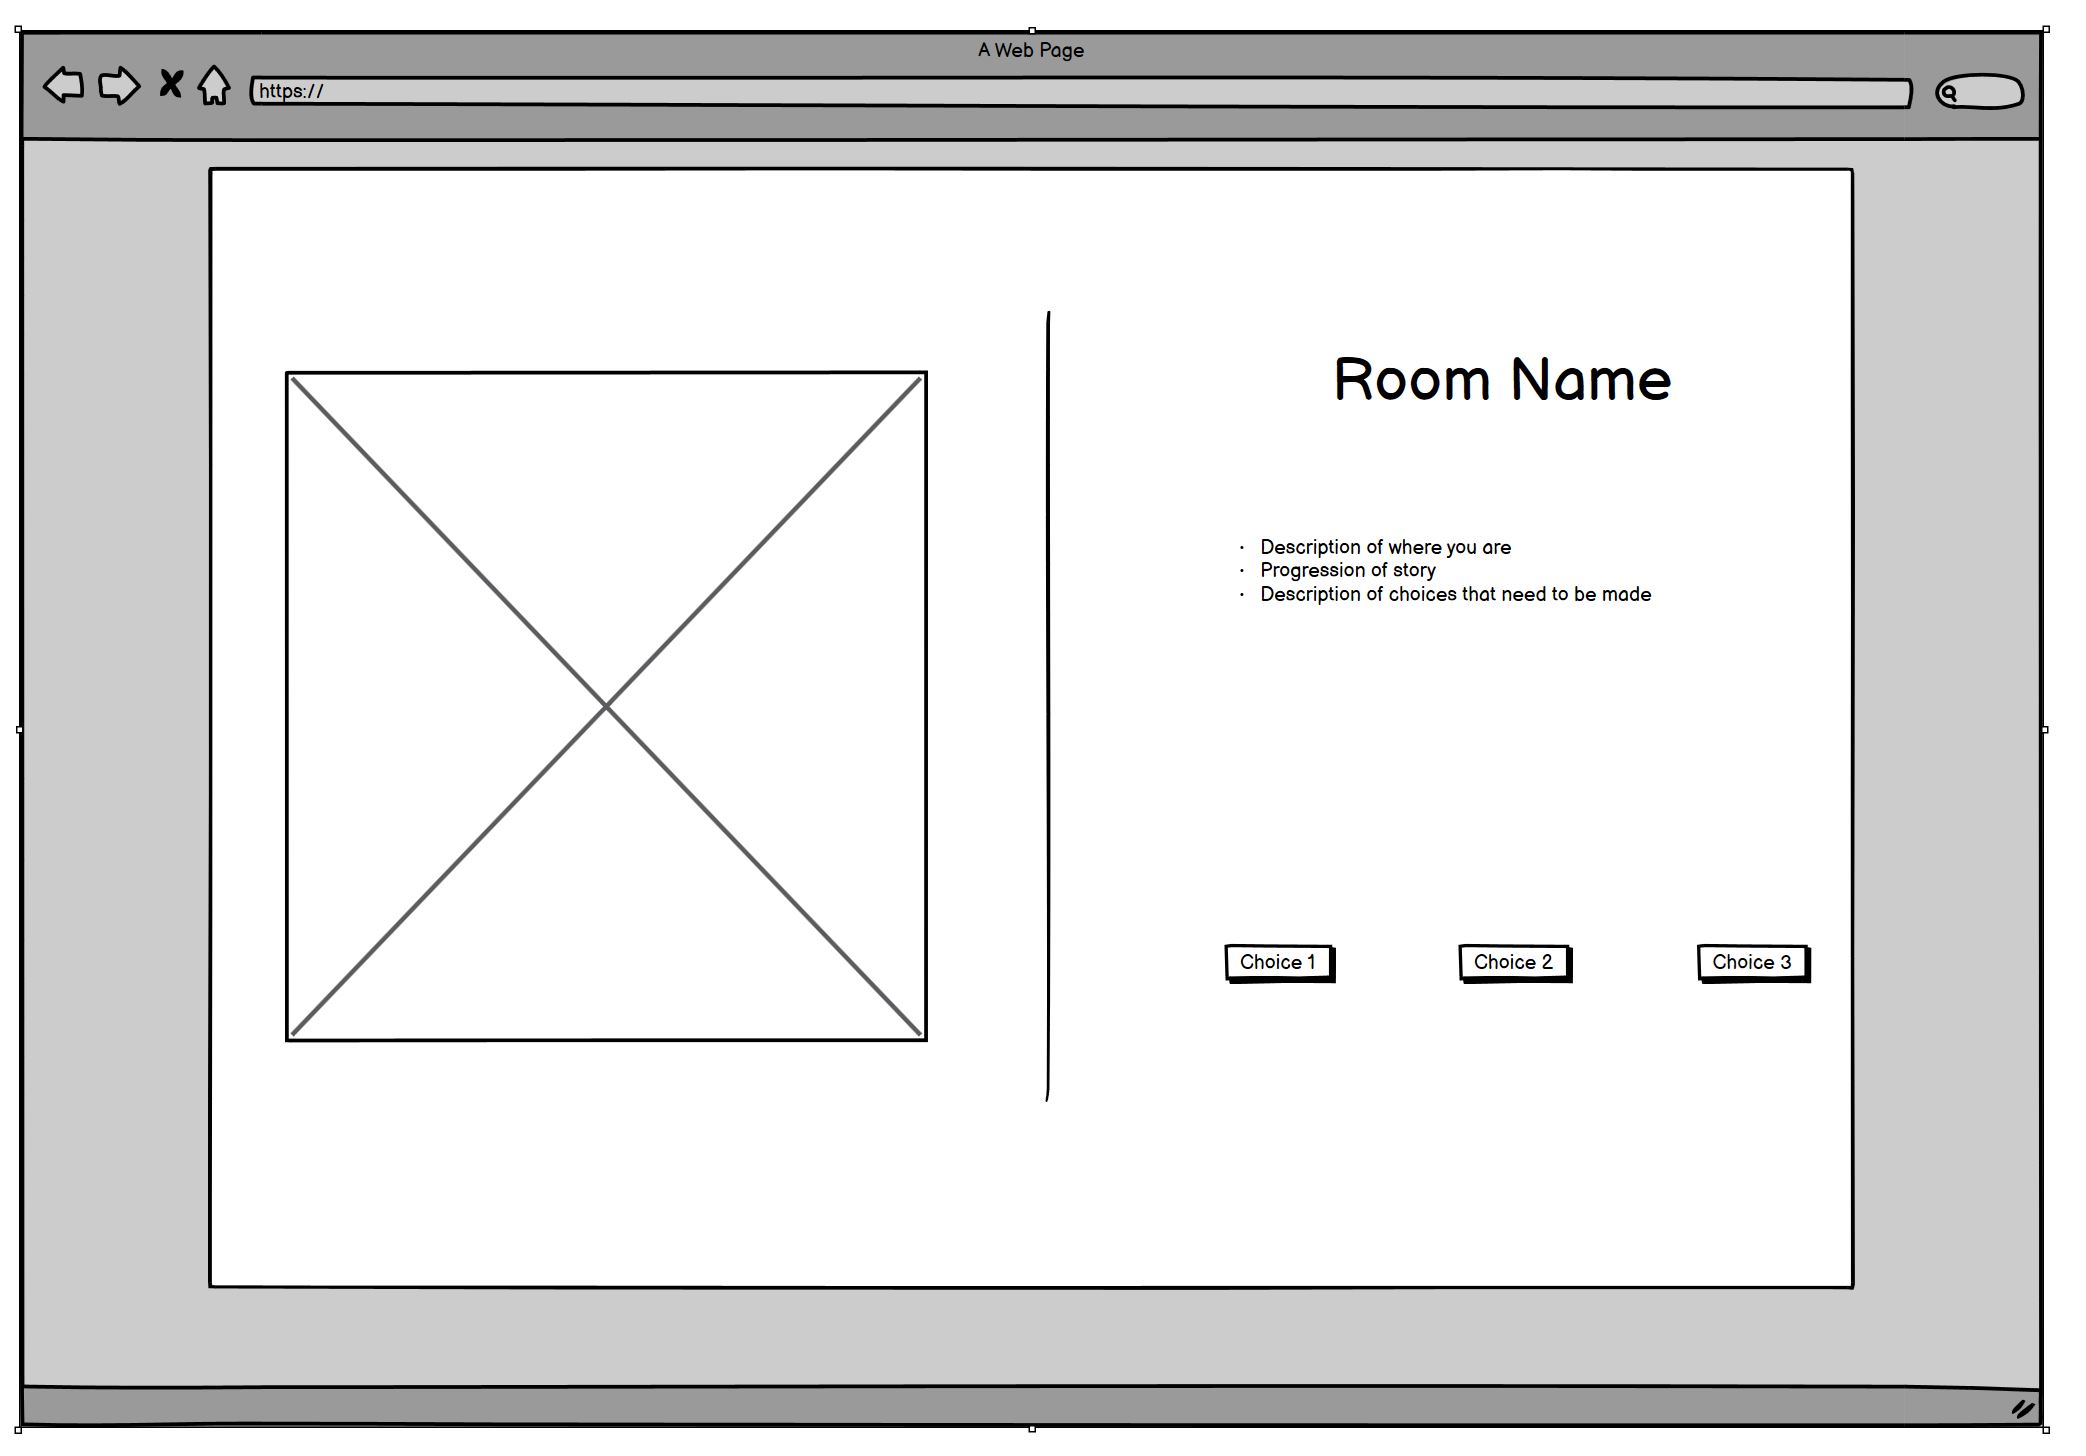 A Web Page
https://
Room Name
· Description of where you are
· Progression of story
· Description of choices that need to be made
Choice 1
Choice 2
Choice 3